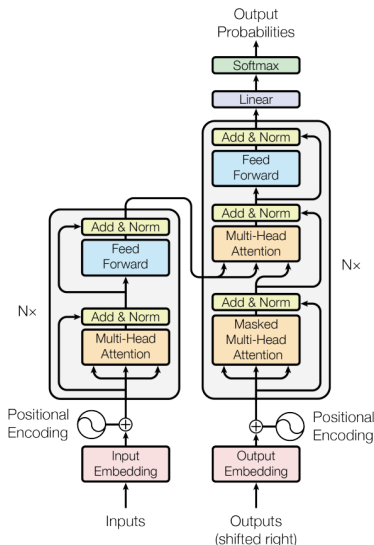 Output
Probabilities
Softmax
Linear
Add & Norm
Feed
Forward
Add & Norm
Multi-Head
Attention
Add & Norm
Masked
Multi-Head
Attention
N×
Add & Norm
Feed
Forward
Add & Norm
Multi-Head
Attention
N×
Positional
Encoding
Positional
Encoding
Input
Embedding
Output
Embedding
Inputs
Outputs
(shifted right)